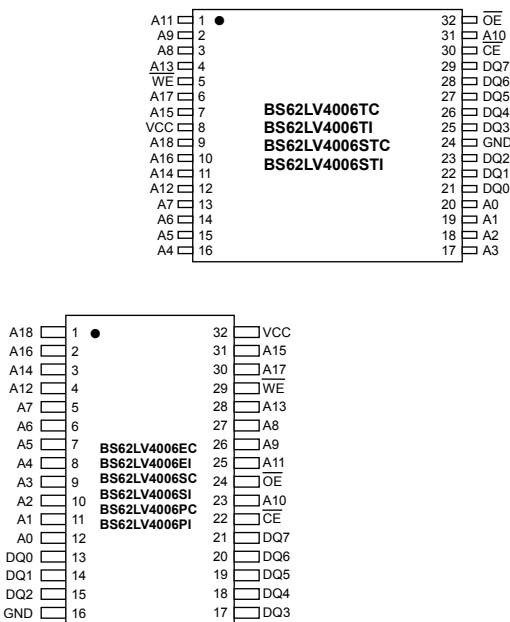 A11 1 32 OE
A9 2 31 A10
A8 3 30 CE
A13 4 29 DQ7
WE 5 28 DQ6
A17 6 27 DQ5
A15 7 26 DQ4
VCC 8 25 DQ3
A18 9 24 GND
A16 10 23 DQ2
A14 11 22 DQ1
A12 12 21 DQ0
A7 13 20 A0
A6 14 19 A1
A5 15 18 A2
A4 16 17 A3
BS62LV4006TC
BS62LV4006TI
BS62LV4006STC
BS62LV4006STI
A18 1 32 VCC
A16 2 31 A15
A14 3 30 A17
A12 4 29 WE
A7 5 28 A13
A6 6 27 A8
A5 7 26 A9
A4 8 25 A11
A3 9 24 OE
A2 10 23 A10
A1 11 22 CE
A0 12 21 DQ7
DQ0 13 20 DQ6
DQ1 14 19 DQ5
DQ2 15 18 DQ4
GND 16 17 DQ3
BS62LV4006EC
BS62LV4006EI
BS62LV4006SC
BS62LV4006SI
BS62LV4006PC
BS62LV4006PI